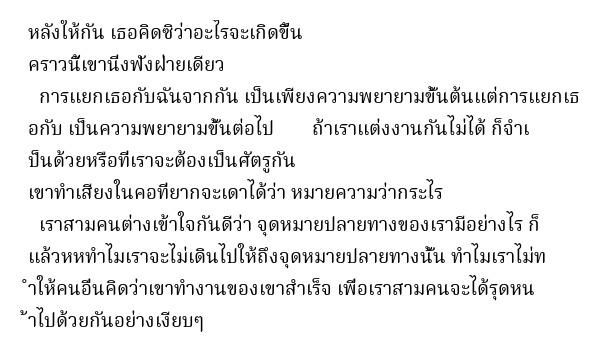 หลังให้กัน เธอคิดซิว่าอะไรจะเกิดขึ้น
คราวนี้เขานั่งฟังฝ่ายเดียว
การแยกเธอกับฉันจากกัน เป็นเพียงความพยายามขั้นต้นแต่การแยกเธ
อกับ เป็นความพยายามขั้นต่อไป ถ้าเราแต่งงานกันไม่ได้ ก็จำเ
ป็นด้วยหรือที่เราจะต้องเป็นศัตรูกัน
เขาทำเสียงในคอที่ยากจะเดาได้ว่า หมายความว่ากระไร
เราสามคนต่างเข้าใจกันดีว่า จุดหมายปลายทางของเรามีอย่างไร ก็
แล้วหหทำไมเราจะไม่เดินไปให้ถึงจุดหมายปลายทางนั้น ทำไมเราไม่ท
ำให้คนอื่นคิดว่าเขาทำงานของเขาสำเร็จ เพื่อเราสามคนจะได้รุดหน
้าไปด้วยกันอย่างเงียบๆ